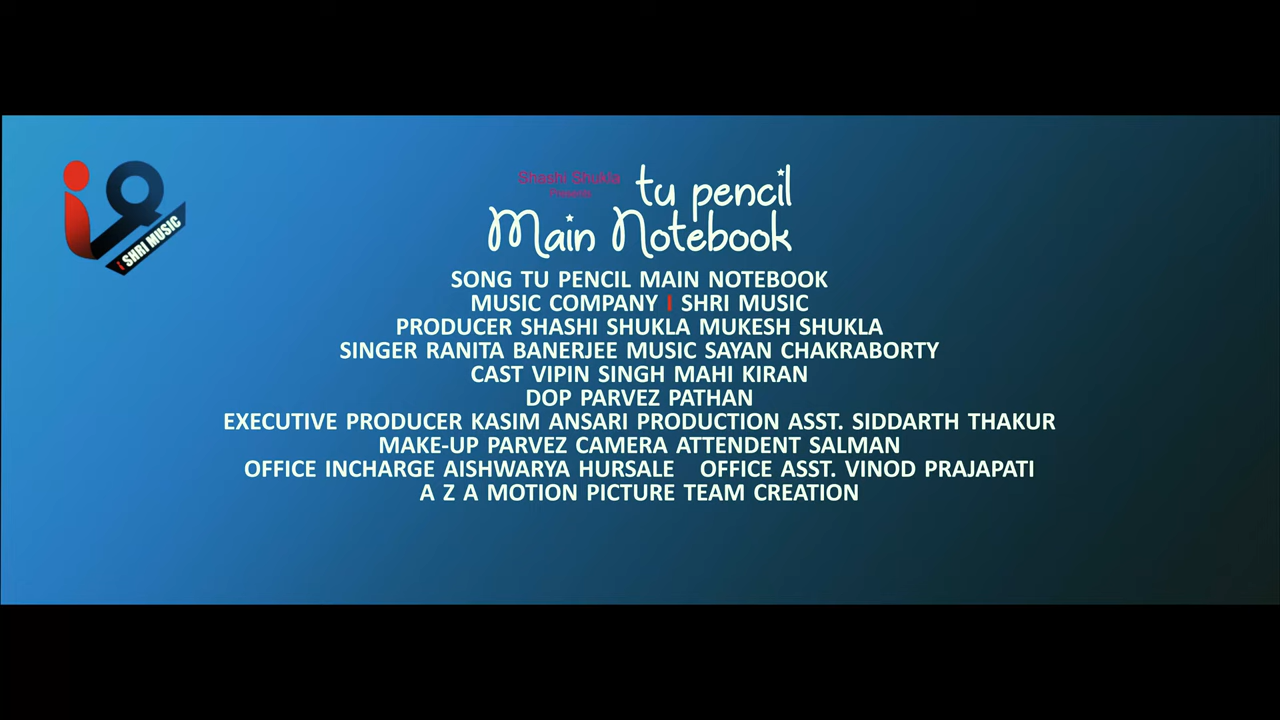 i SHRI MUSIC
Shashi Shukla
Presents
tu pencil
Main Notebook
SONG TU PENCIL MAIN NOTEBOOK
MUSIC COMPANY I SHRI MUSIC
PRODUCER SHASHI SHUKLA MUKESH SHUKLA
SINGER RANITA BANERJEE MUSIC SAYAN CHAKRABORTY
CAST VIPIN SINGH MAHI KIRAN
DOP PARVEZ PATHAN
EXECUTIVE PRODUCER KASIM ANSARI PRODUCTION ASST. SIDDARTH THAKUR
MAKE-UP PARVEZ CAMERA ATTENDENT SALMAN
OFFICE INCHARGE AISHWARYA HURSALE OFFICE ASST. VINOD PRAJAPATI
A Z A MOTION PICTURE TEAM CREATION